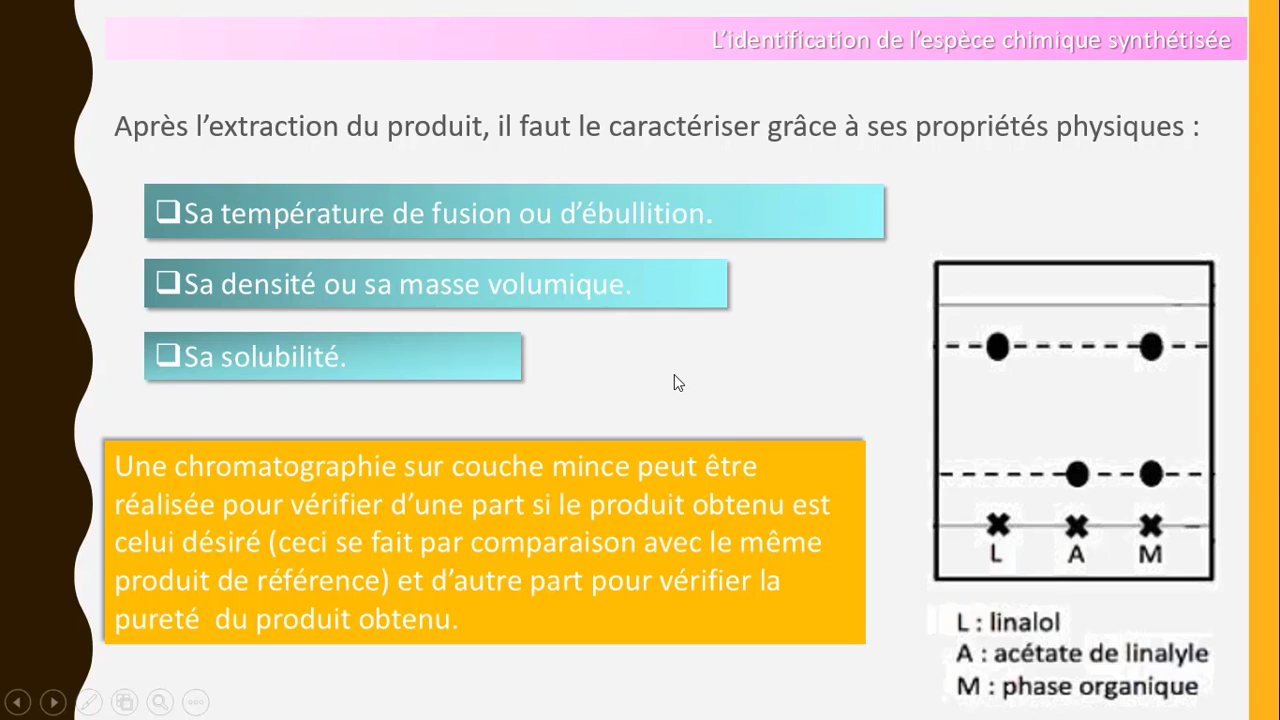 L'identification de l'espèce chimique synthétisée
Après l'extraction du produit, il faut le caractériser grâce à ses propriétés physiques :
❑Sa température de fusion ou d'ébullition.
❑Sa densité ou sa masse volumique.
❑Sa solubilité.
Une chromatographie sur couche mince peut être
réalisée pour vérifier d'une part si le produit obtenu est
celui désiré (ceci se fait par comparaison avec le même
produit de référence) et d'autre part pour vérifier la
pureté  du produit obtenu.
L A M
L : linalol
A : acétate de linalyle
M : phase organique